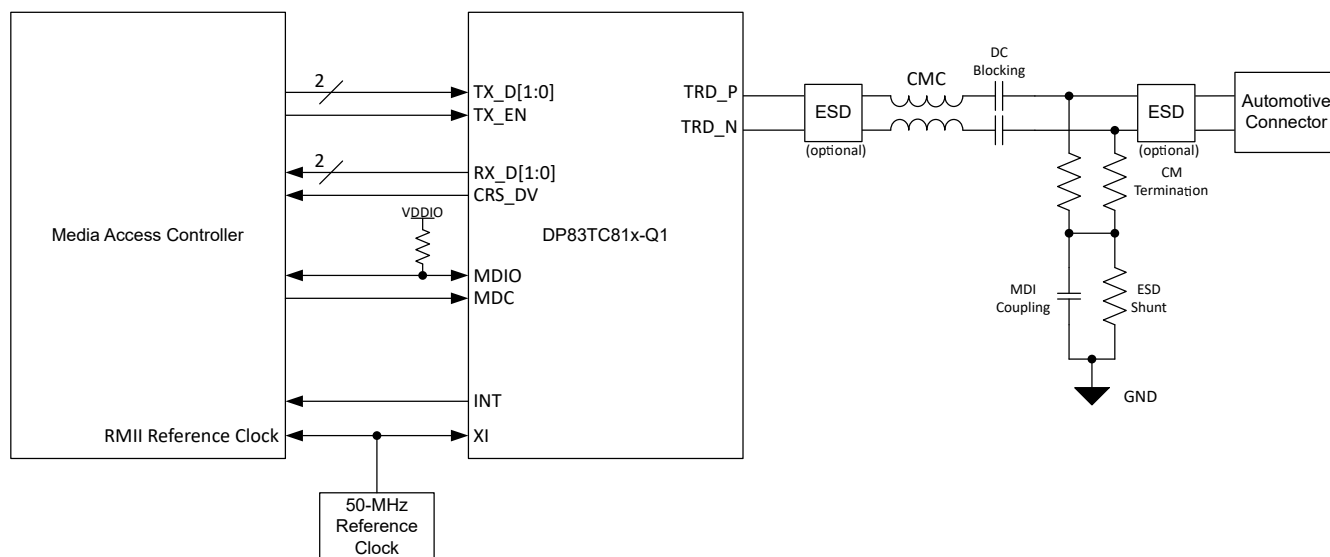 Media Access Controller
RMII Reference Clock
2
2
VDDIO
50-MHz
Reference
Clock
TX_D[1:0]
TX_EN
RX_D[1:0]
CRS_DV
DP83TC81x-Q1
MDIO
MDC
INT
XI
TRD_P
TRD_N
ESD
(optional)
CMC
DC
Blocking
ESD
(optional)
Automotive
Connector
CM
Termination
MDI
Coupling
ESD
Shunt
GND